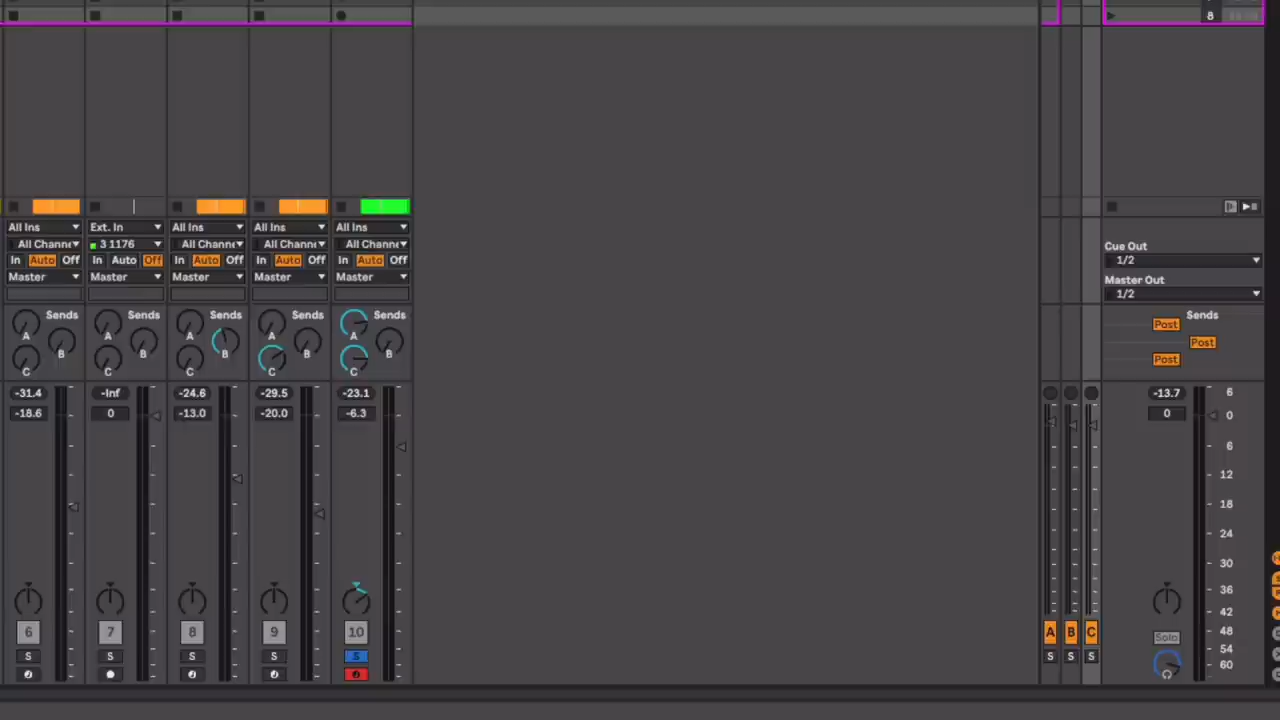 8
All Ins Ext. In All Ins All Ins All Ins
All Channe 3 1176 All Channe All Channe All Channe
Cue Out
In Auto Off In Auto Off In Auto Off In Auto Off In Auto Off
1/2
Master Master Master Master Master
Master Out
1/2
Sends Sends Sends Sends Sends Sends
Post
A A A A A
Post
B B B B B
Post
C C C C C
-31.4 -Inf -24.6 -29.5 -23.1 -13.7 6
-18.6 0 -13.0 -20.0 -6.3 0 0
6
12
18
24
30
36
42
6 7 8 9 10 A B C 48
Solo
S S S S S S S S 54
60